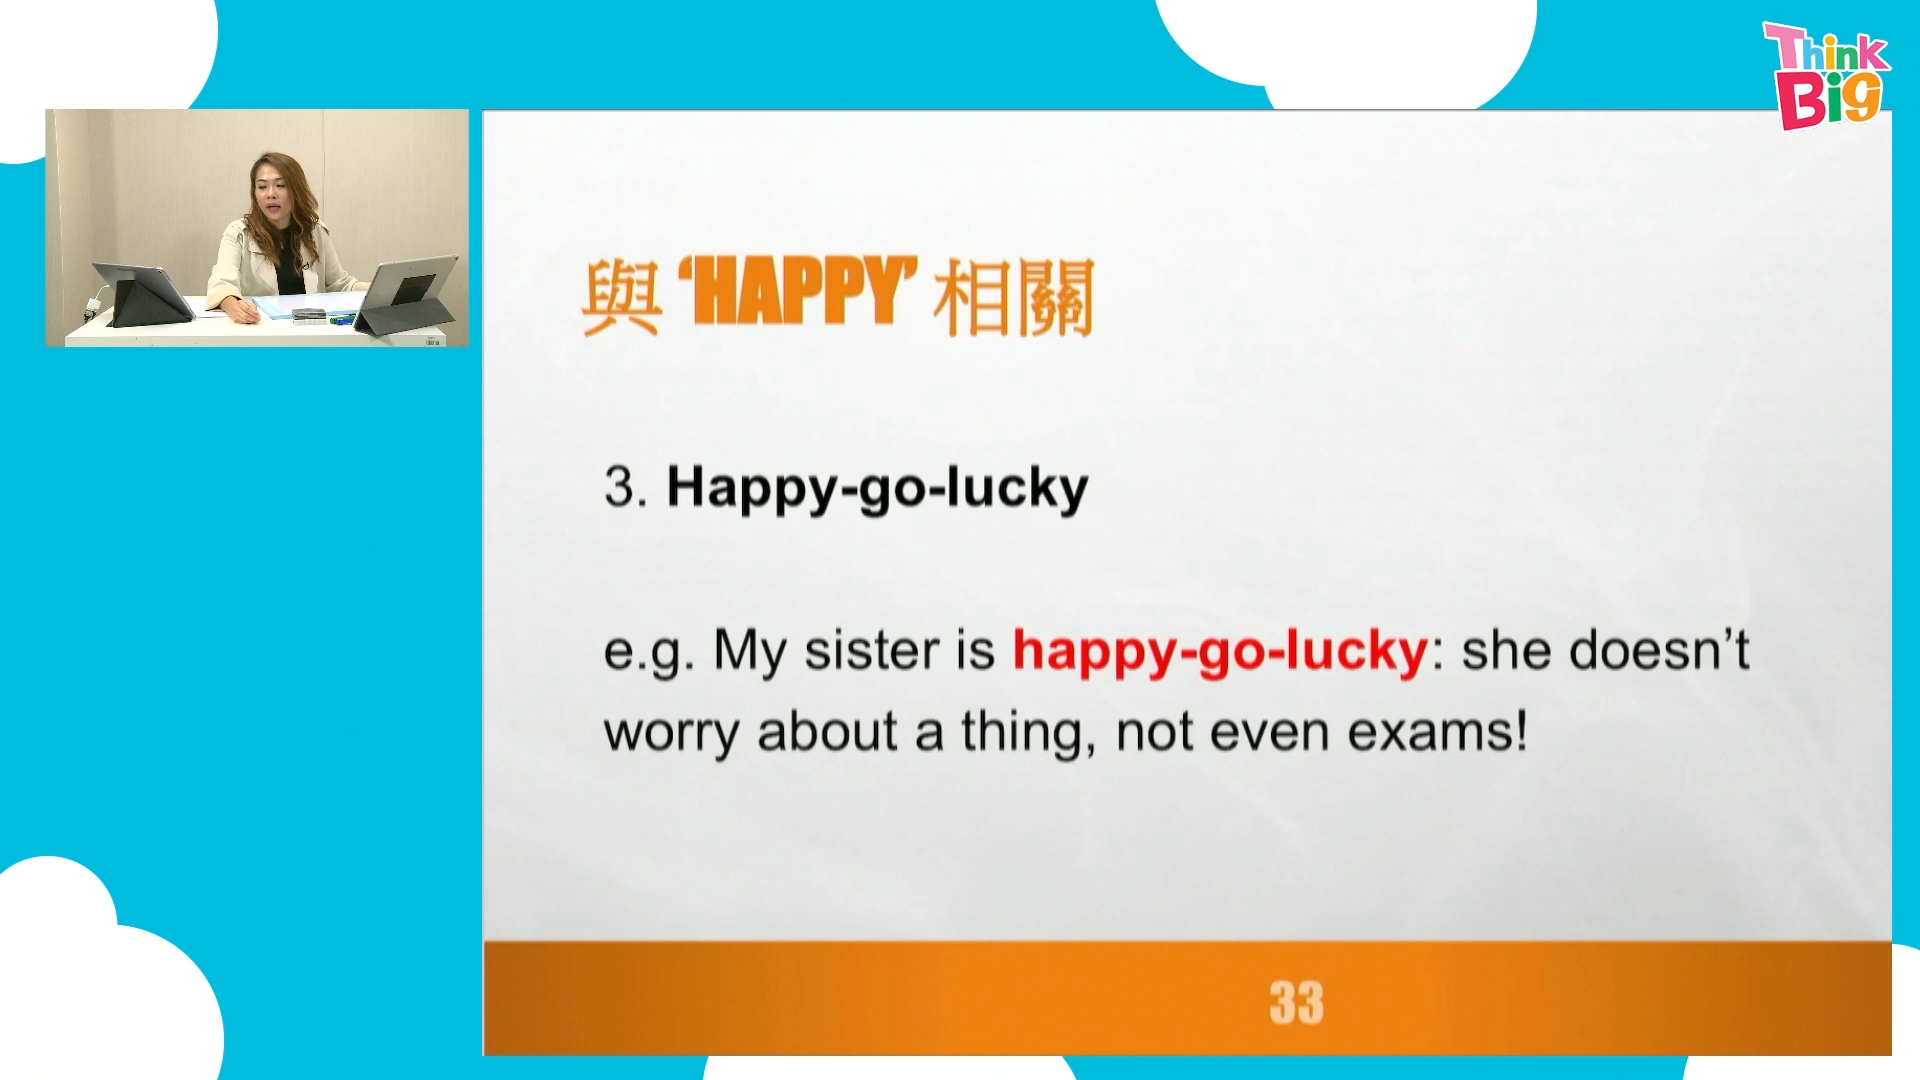 Think
Big
與 ‘HAPPY’ 相關
3. Happy-go-lucky
e.g. My sister is happy-go-lucky: she doesn’t
worry about a thing, not even exams!
33